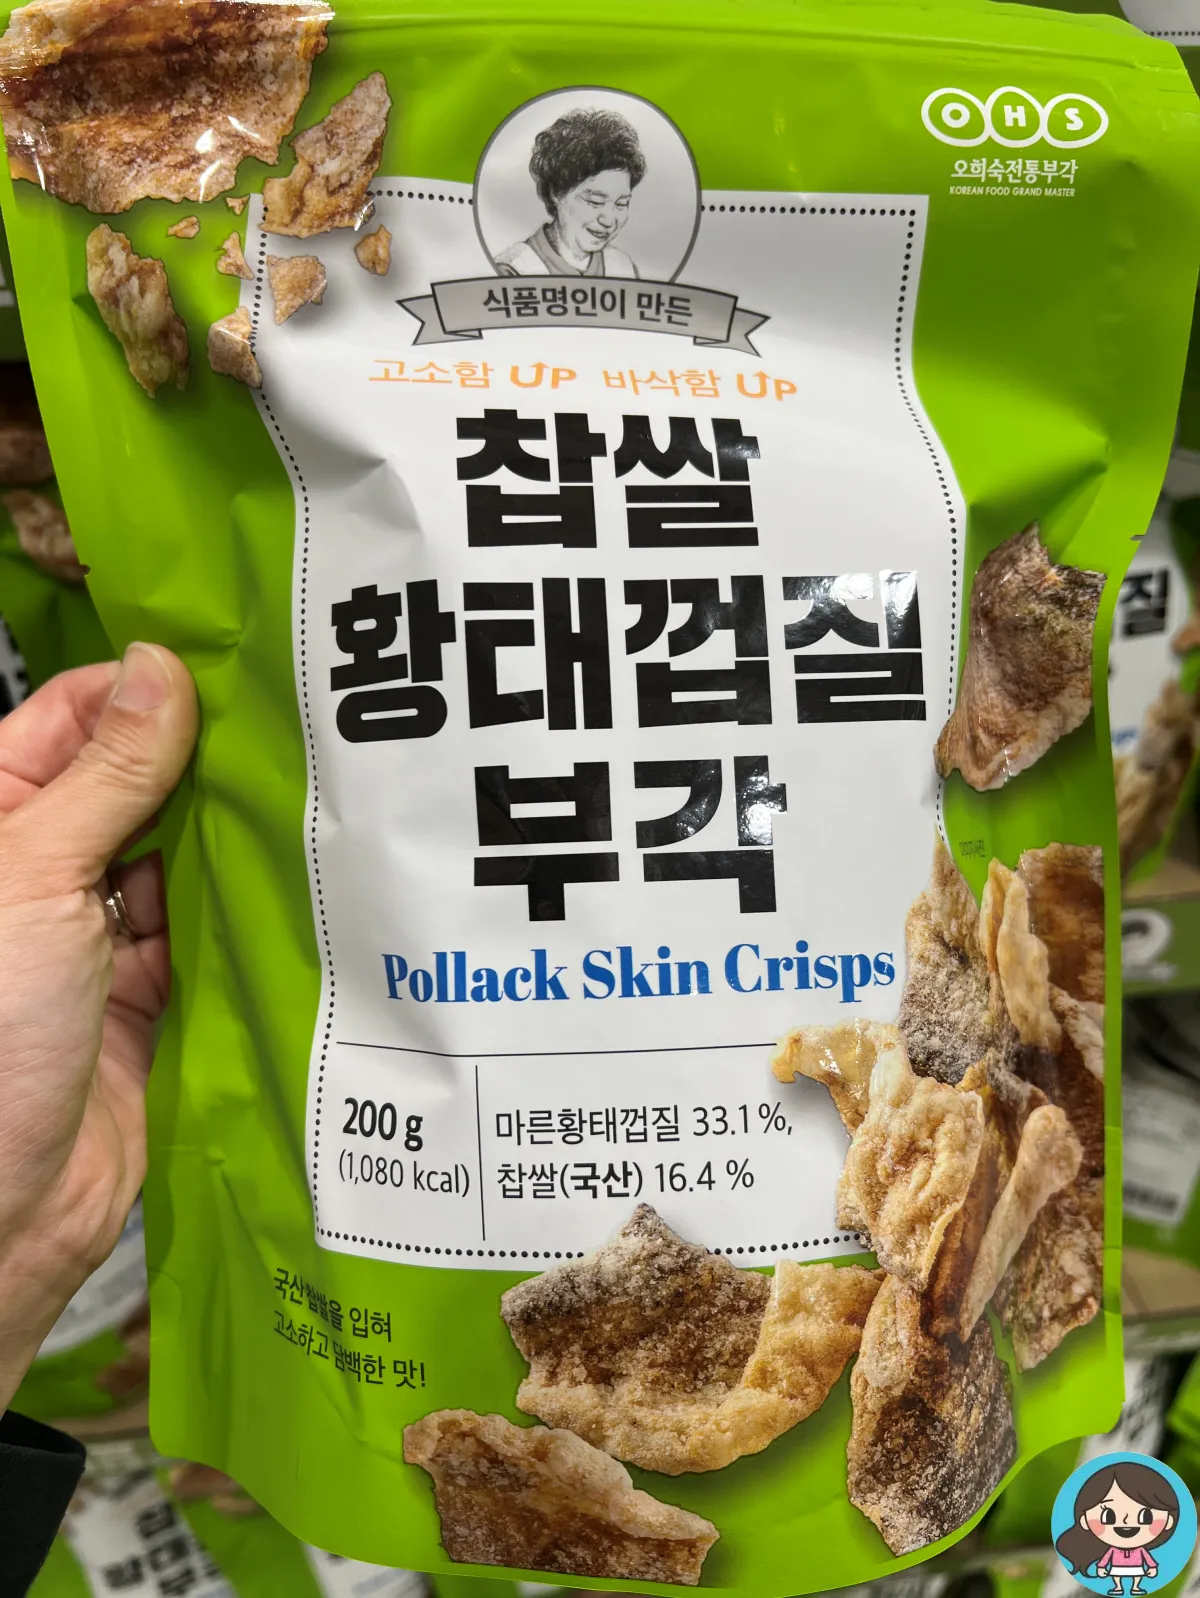 OHS
오희숙전통부각
KOREAN FOOD GRAND MASTER
식품명인이 만든
고소함 UP 바삭함 UP
찹쌀
황태껍질
부각
Pollack Skin Crisps
200 g
(1,080 kcal)
마른황태껍질 33.1 %,
찹쌀(국산) 16.4 %
국산찹쌀을 입혀
고소하고 담백한 맛!
질